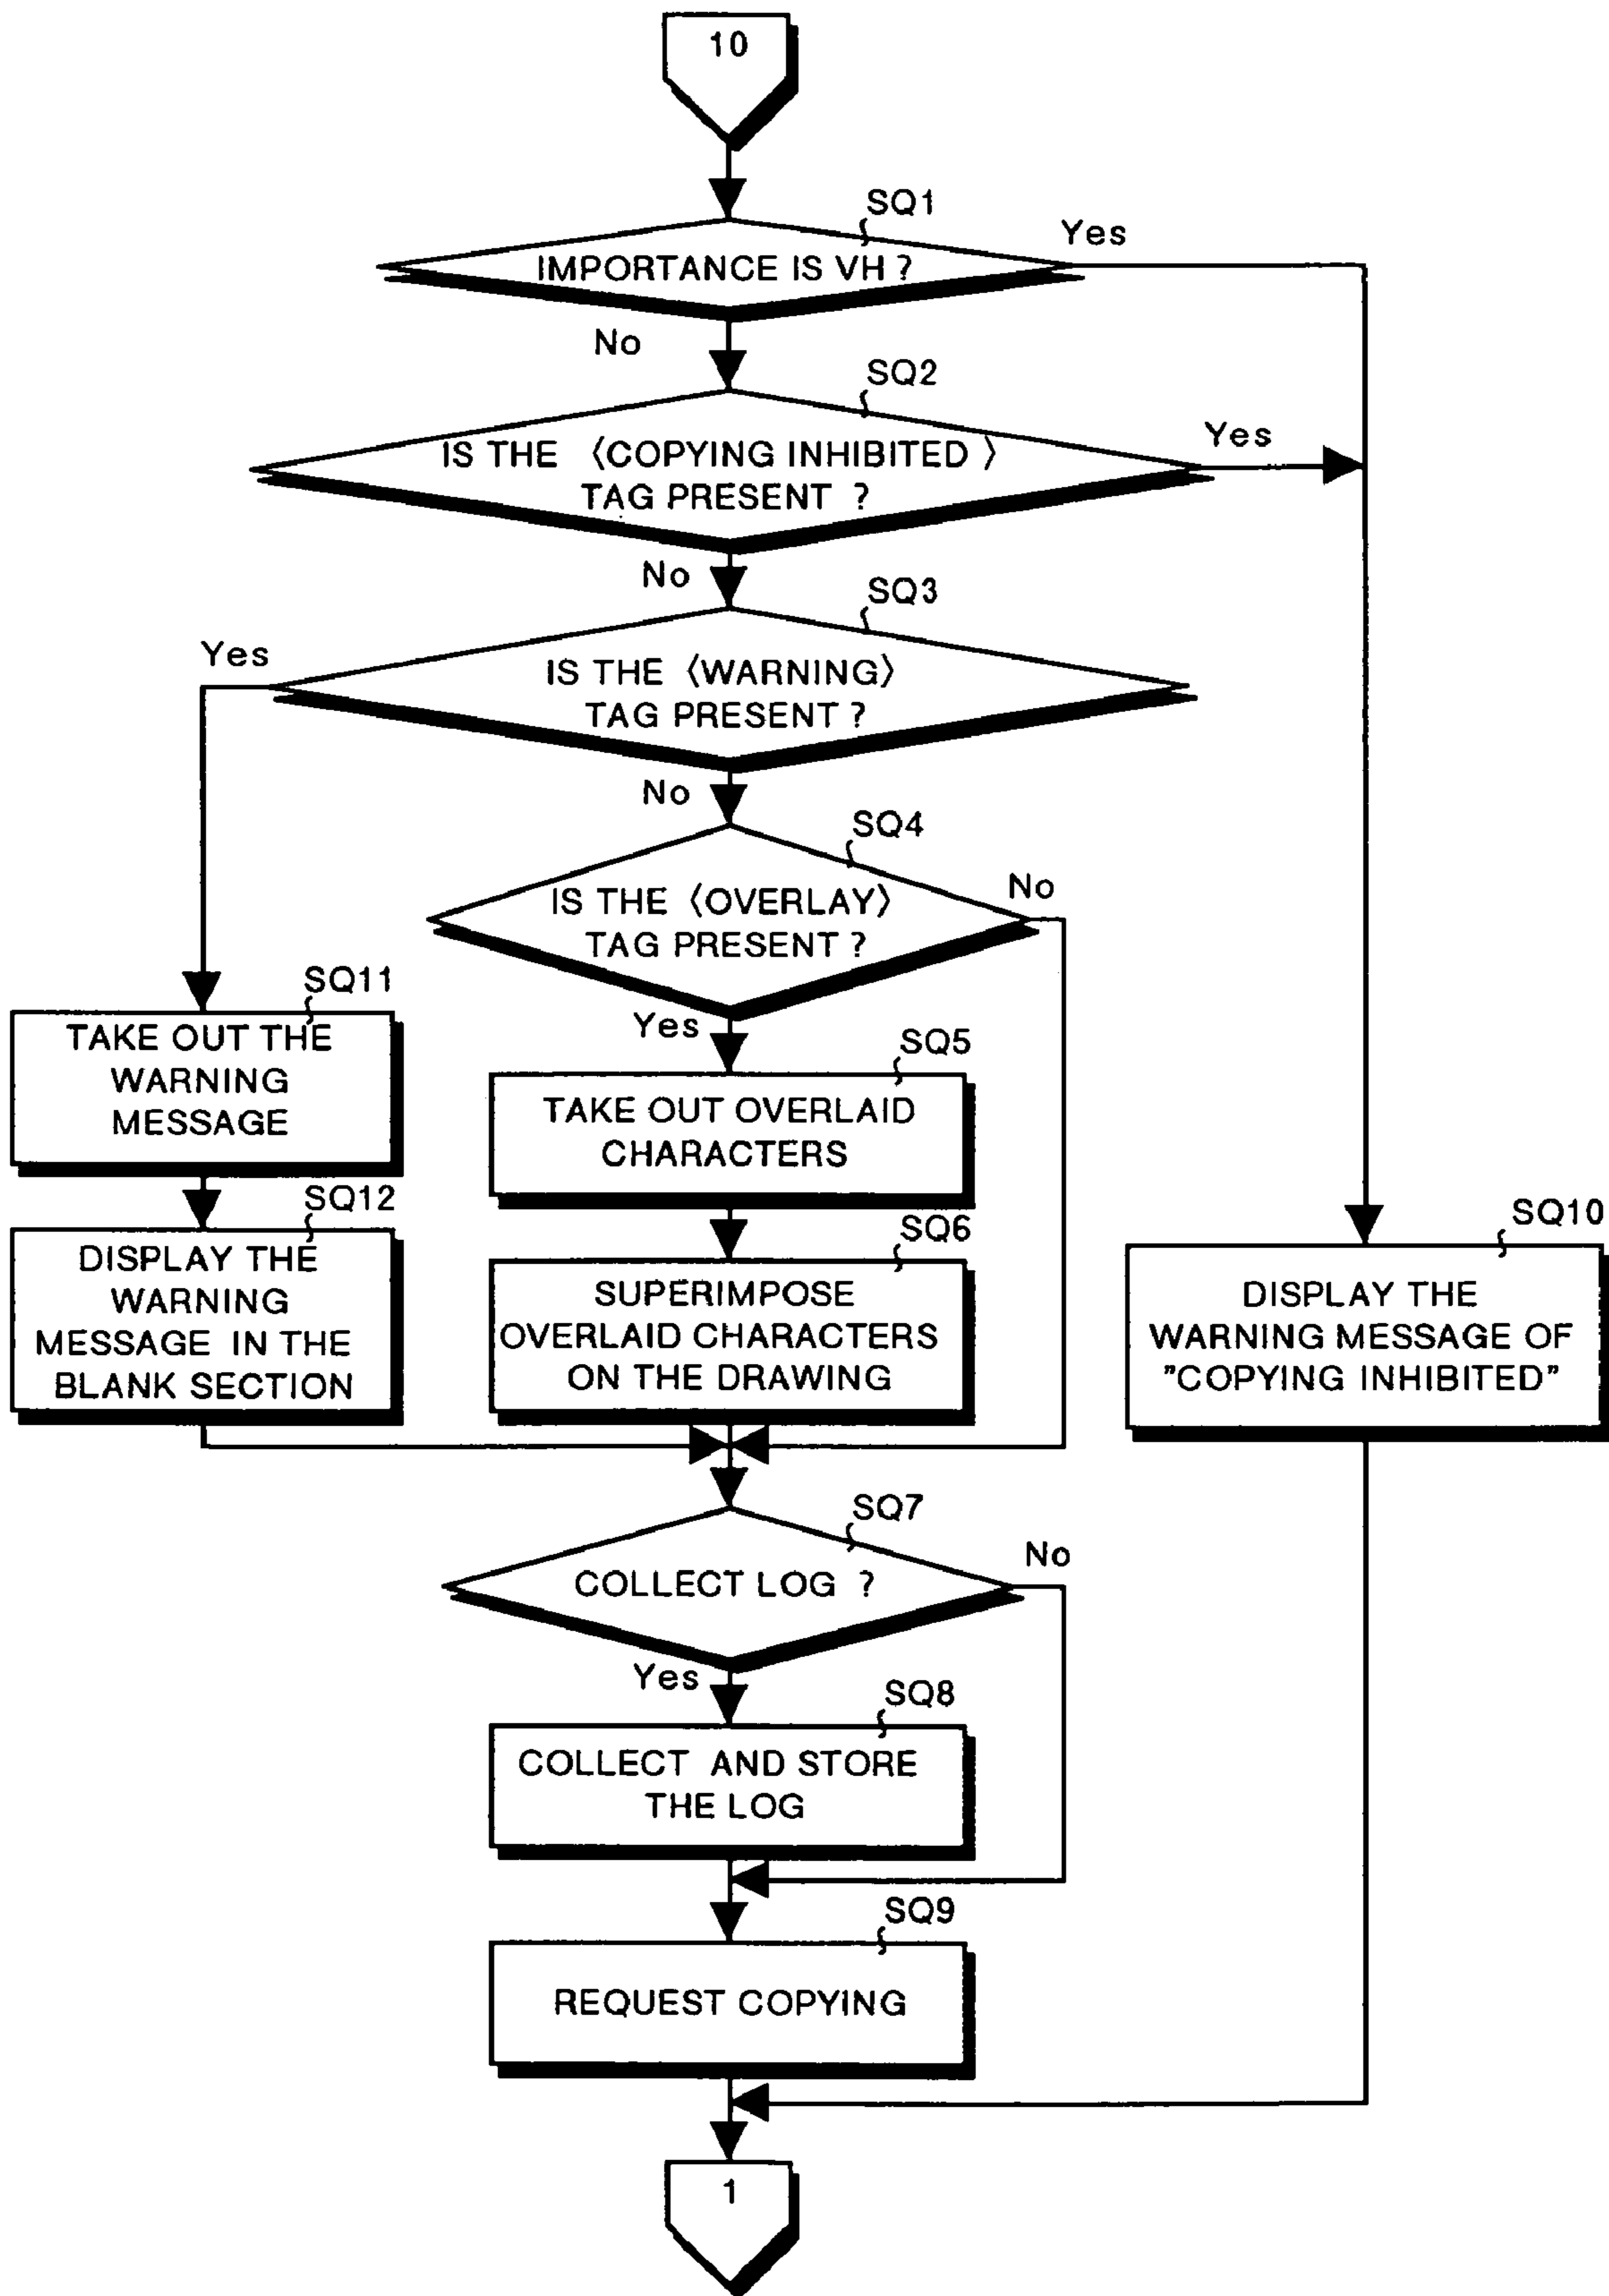 10
SQ1
Yes
IMPORTANCE IS VH ?
No
SQ2
IS THE 〈COPYING INHIBITED 〉
TAG PRESENT ?
Yes
No
SQ3
Yes
IS THE 〈WARNING〉
TAG PRESENT ?
No
SQ4
IS THE 〈OVERLAY〉
TAG PRESENT ?
No
Yes
SQ11
TAKE OUT THE
WARNING
MESSAGE
SQ5
TAKE OUT OVERLAID
CHARACTERS
SQ12
DISPLAY THE
WARNING
MESSAGE IN THE
BLANK SECTION
SQ6
SUPERIMPOSE
OVERLAID CHARACTERS
ON THE DRAWING
SQ10
DISPLAY THE
WARNING MESSAGE OF
"COPYING INHIBITED"
SQ7
COLLECT LOG ?
No
Yes
SQ8
COLLECT AND STORE
THE LOG
SQ9
REQUEST COPYING
1